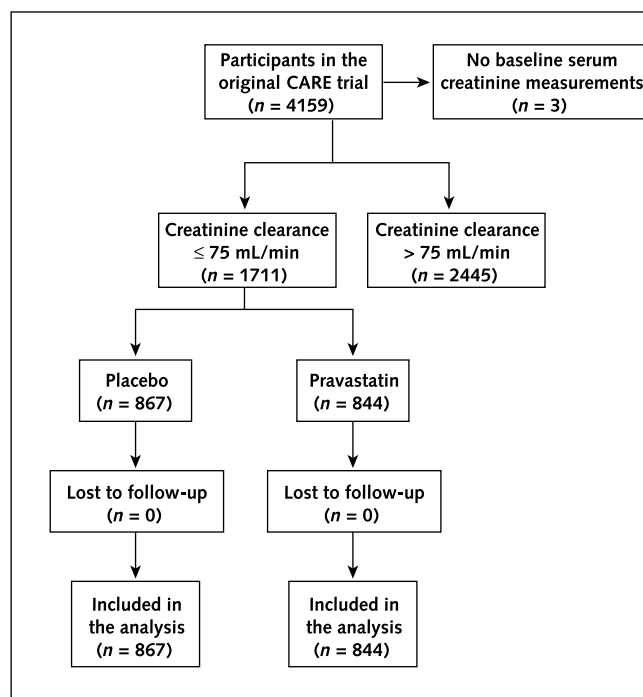 Participants in the
original CARE trial
(n = 4159)
No baseline serum
creatinine measurements
(n = 3)
Creatinine clearance
≤ 75 mL/min
(n = 1711)
Creatinine clearance
> 75 mL/min
(n = 2445)
Placebo
(n = 867)
Pravastatin
(n = 844)
Lost to follow-up
(n = 0)
Lost to follow-up
(n = 0)
Included in
the analysis
(n = 867)
Included in
the analysis
(n = 844)